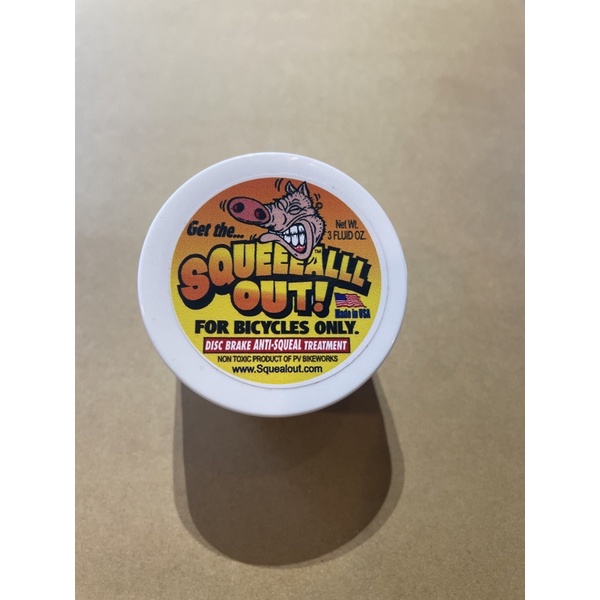 Get the...
Net Wt.
3 FLUID OZ.
SQUEEEALLL™
OUT!
Made in USA
FOR BICYCLES ONLY.
DISC BRAKE ANTI-SQUEAL TREATMENT
NON TOXIC PRODUCT OF PV BIKEWORKS
www.Squealout.com